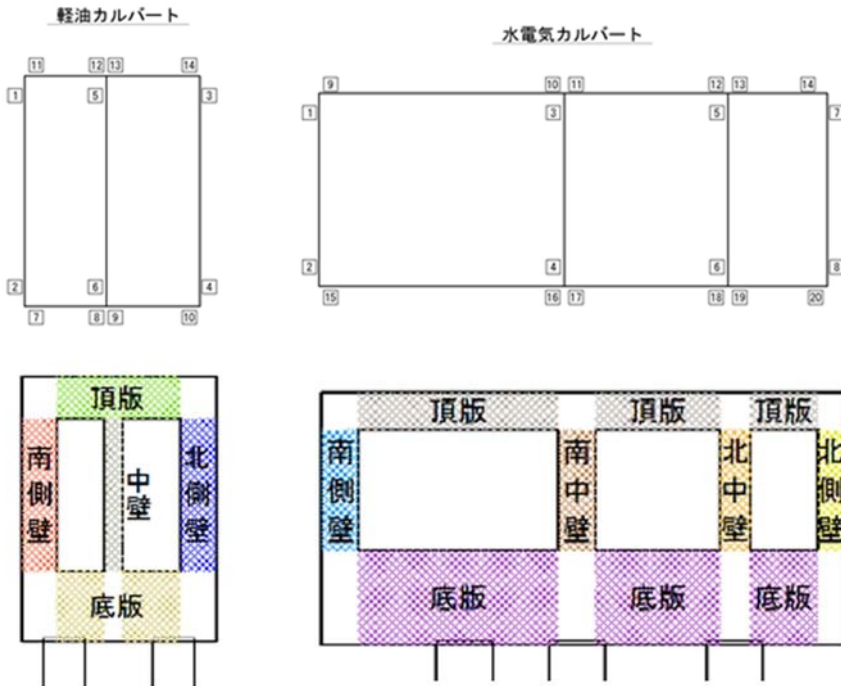 軽油カルバート
水電気カルバート
11 12 13 14
1 5 3
2 6 4
7 8 9 10
9 10 11 12 13 14
1 3 5 7
2 4 6 8
15 16 17 18 19 20
頂版
南側壁
中壁
北側壁
底版
頂版 頂版 頂版
南側壁
南中壁
北中壁
北側壁
底版 底版 底版